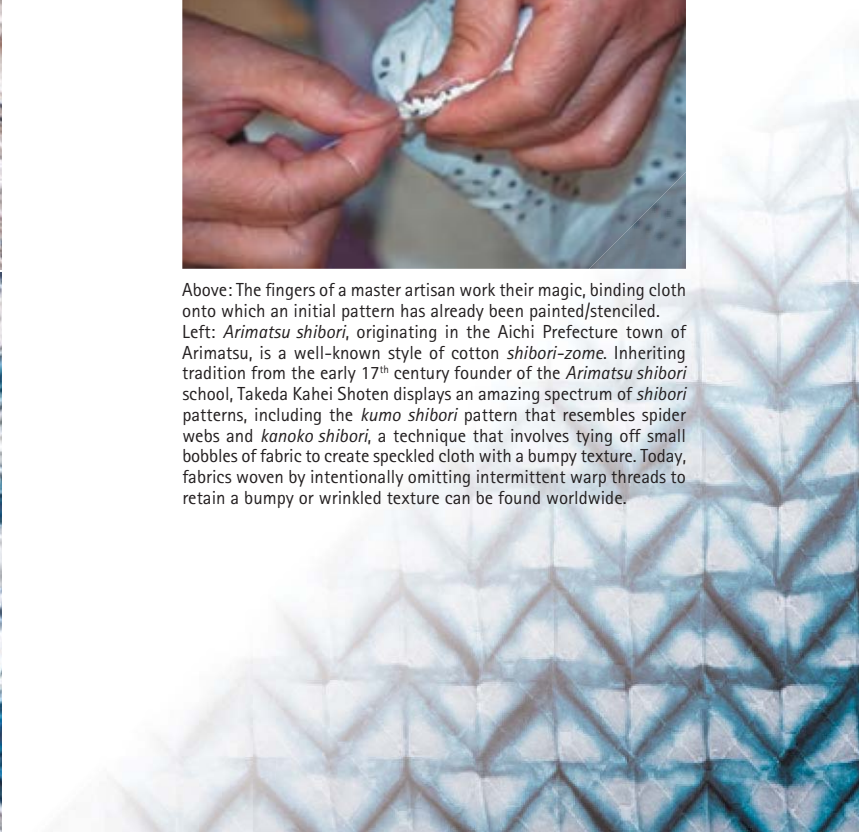 Above: The fingers of a master artisan work their magic, binding cloth
onto which an initial pattern has already been painted/stenciled.
Left: Arimatsu shibori, originating in the Aichi Prefecture town of
Arimatsu, is a well-known style of cotton shibori-zome. Inheriting
tradition from the early 17th century founder of the Arimatsu shibori
school, Takeda Kahei Shoten displays an amazing spectrum of shibori
patterns, including the kumo shibori pattern that resembles spider
webs and kanoko shibori, a technique that involves tying off small
bobbles of fabric to create speckled cloth with a bumpy texture. Today,
fabrics woven by intentionally omitting intermittent warp threads to
retain a bumpy or wrinkled texture can be found worldwide.